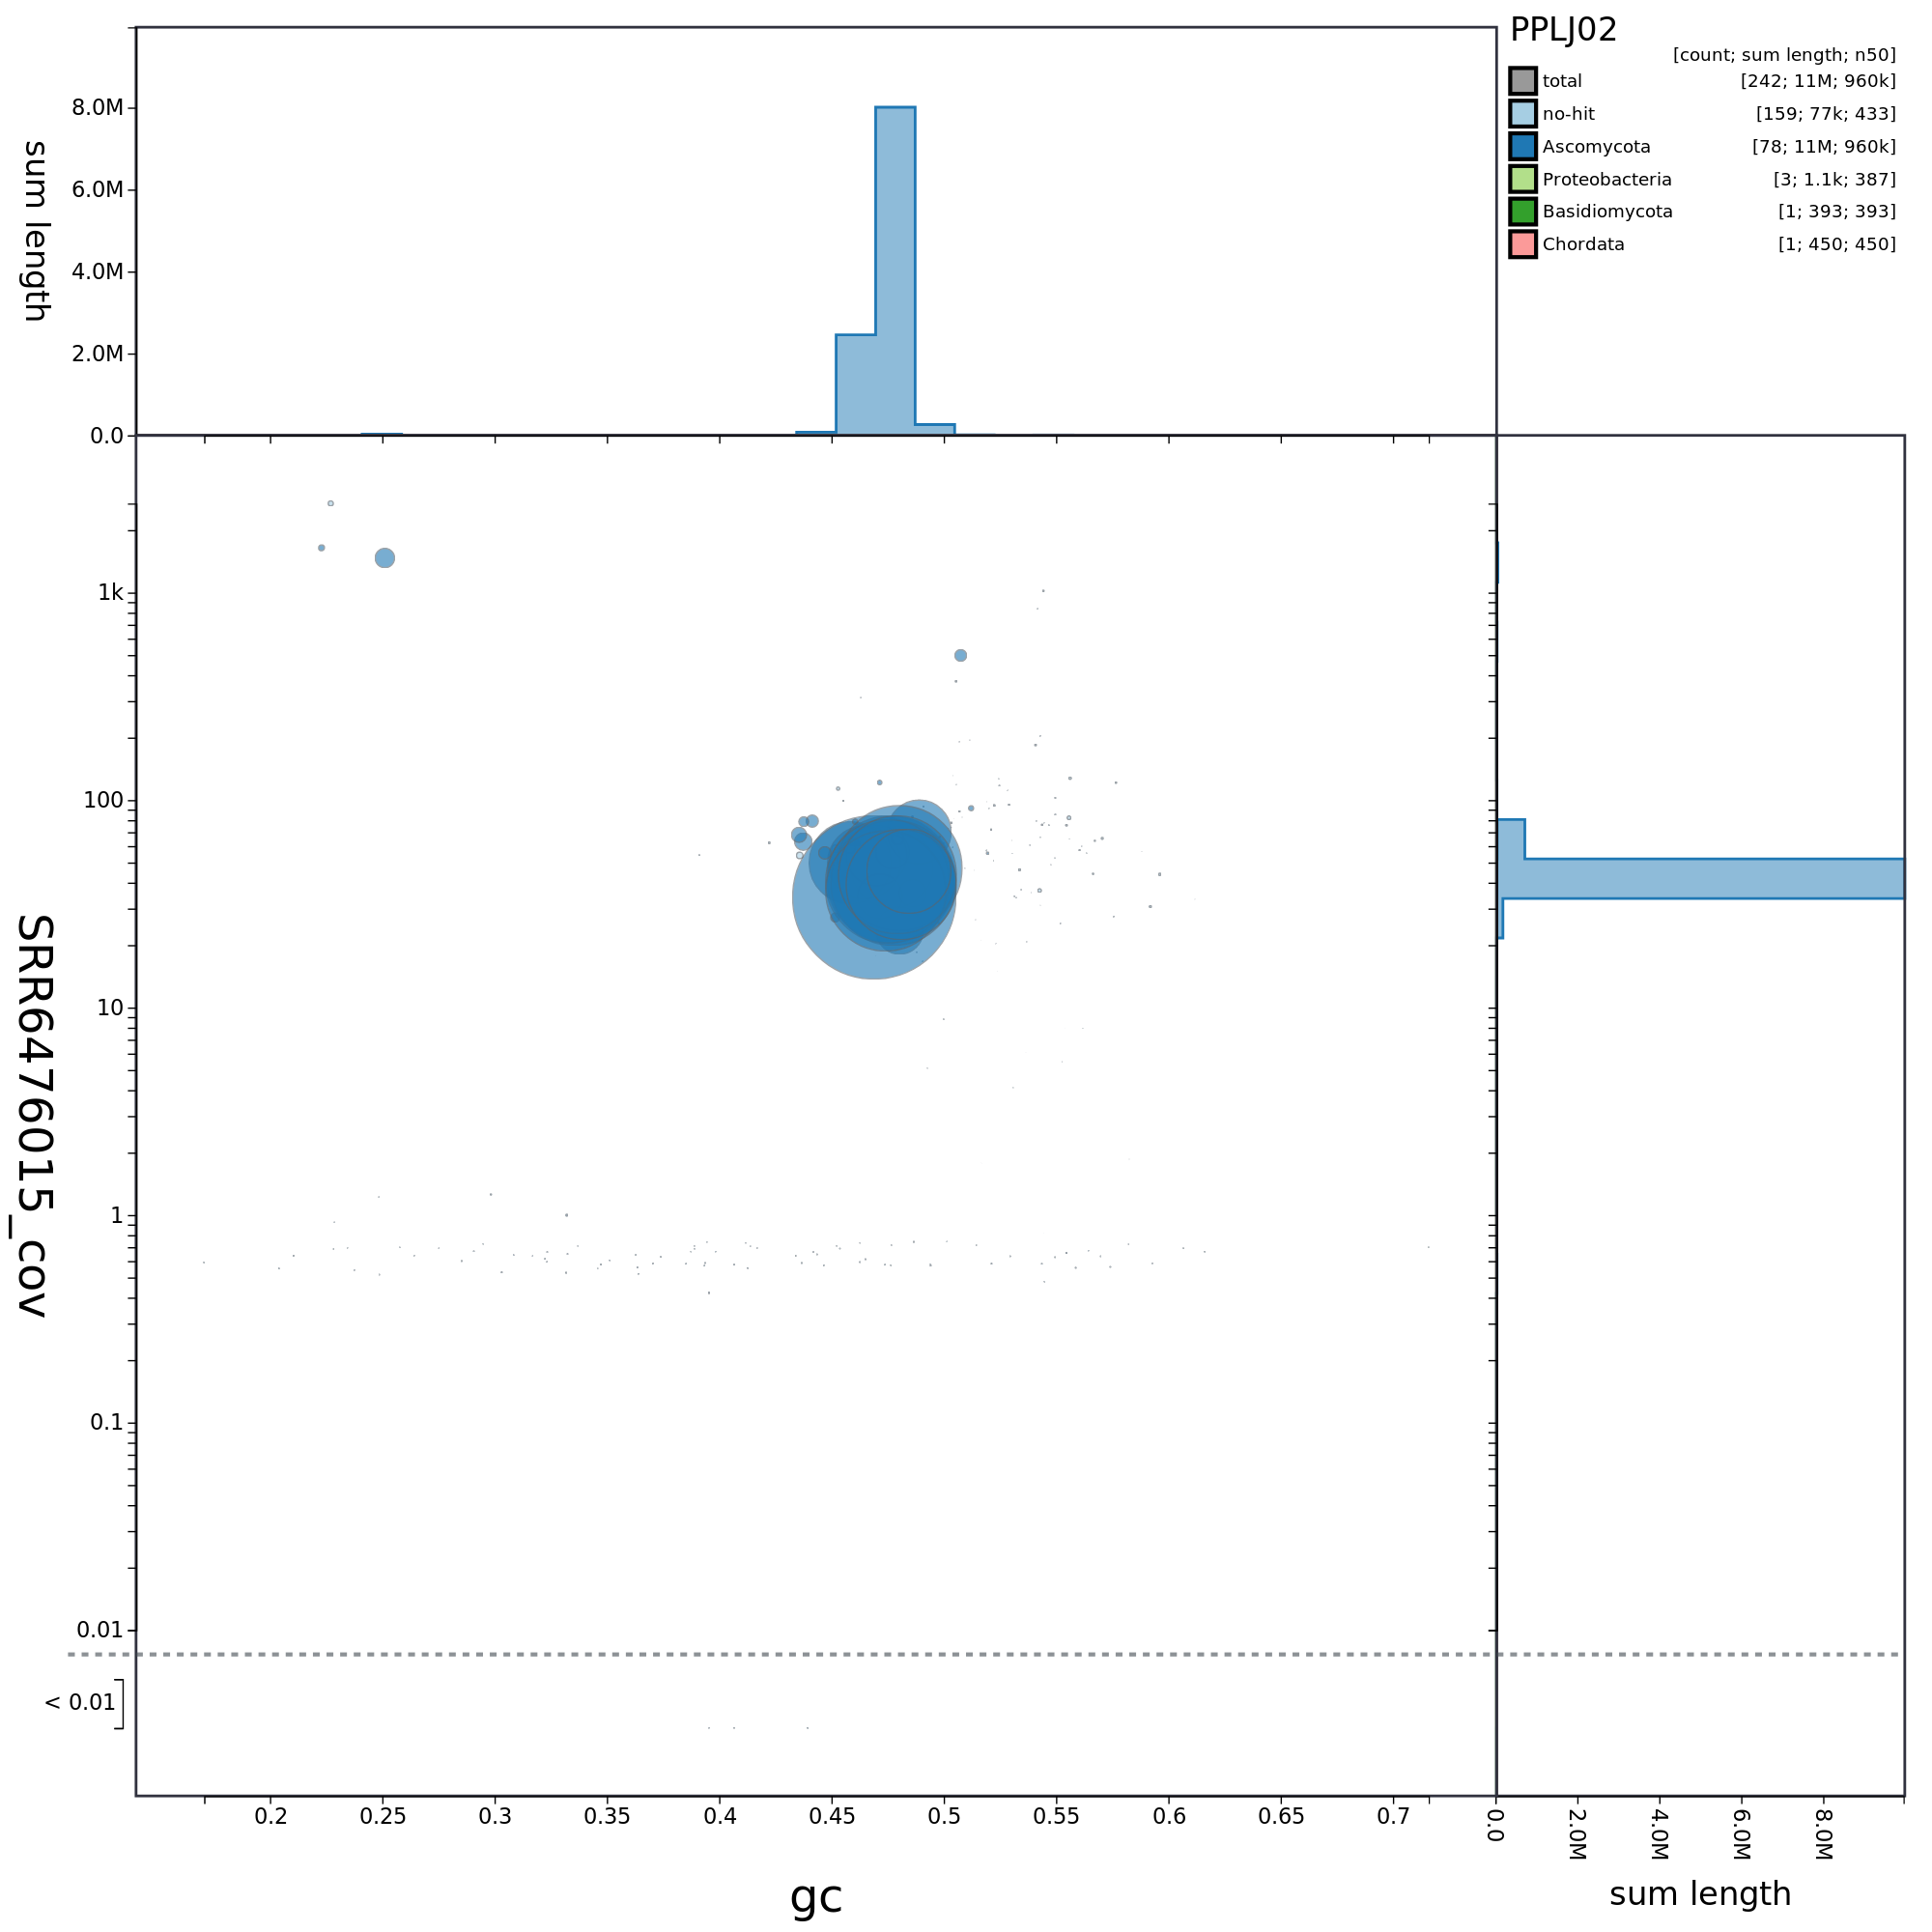 PPLJ02
[count; sum length; n50]
total [242; 11M; 960k]
no-hit [159; 77k; 433]
Ascomycota [78; 11M; 960k]
Proteobacteria [3; 1.1k; 387]
Basidiomycota [1; 393; 393]
Chordata [1; 450; 450]
sum length
8.0M
6.0M
4.0M
2.0M
0.0
SRR6476015_cov
1k
100
10
1
0.1
0.01
< 0.01
0.2 0.25 0.3 0.35 0.4 0.45 0.5 0.55 0.6 0.65 0.7
gc
0.0 2.0M 4.0M 6.0M 8.0M
sum length